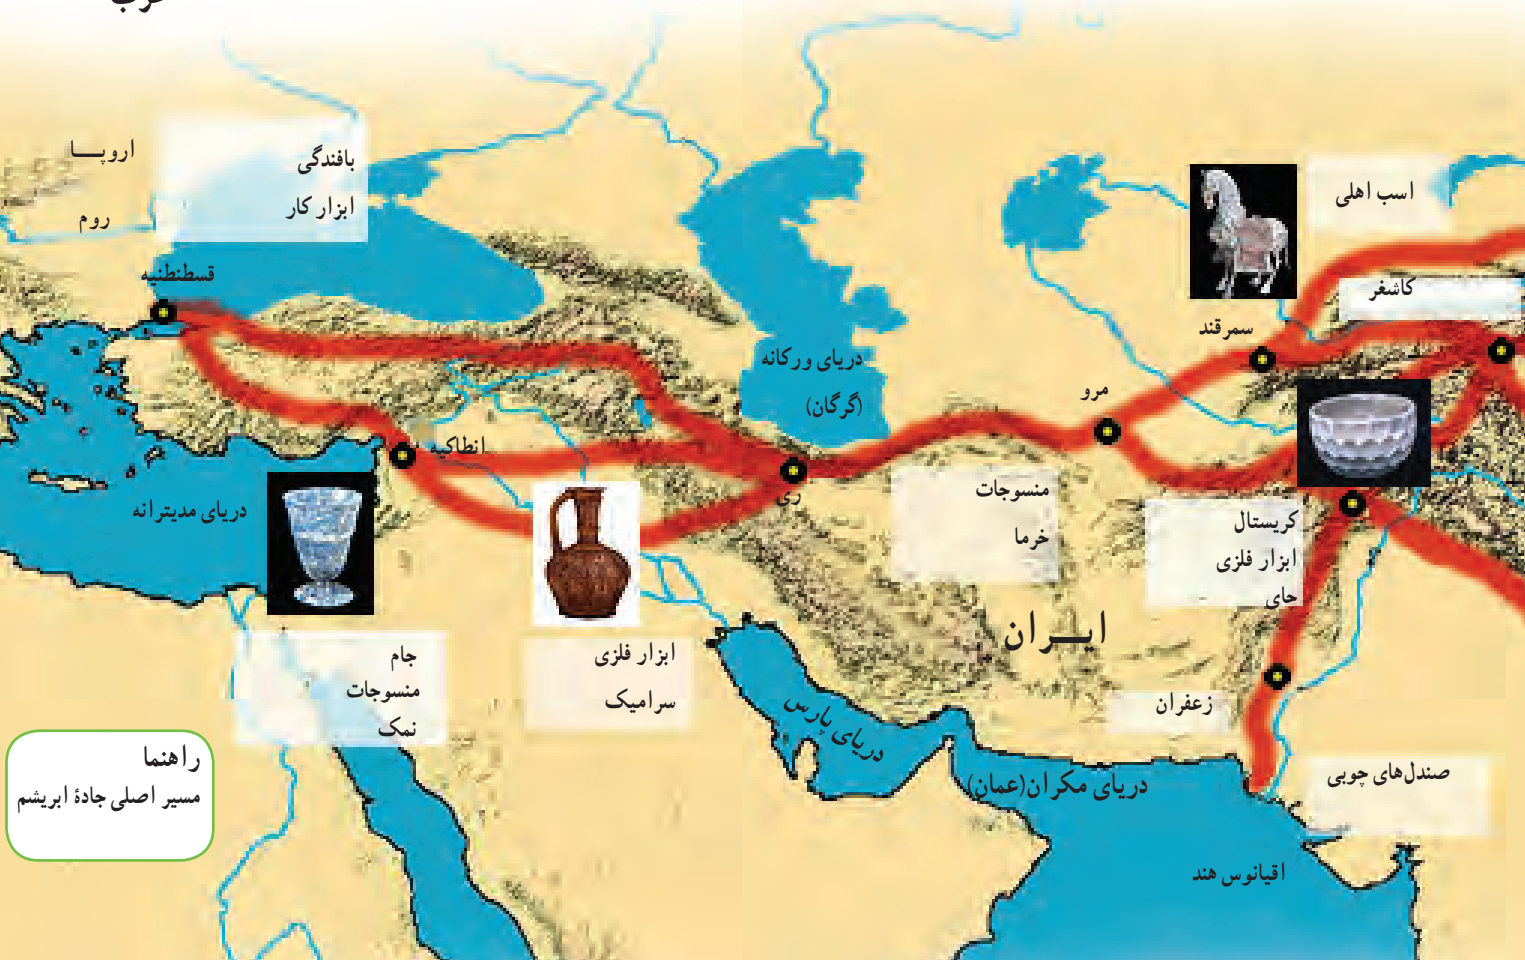 اروپا
روم
بافندگی
ابزار کار
قسطنطنیه
اسب اهلی
کاشغر
سمرقند
دریای ورکانه
(گرگان)
مرو
انطاکیه
ری
دریای مدیترانه
منسوجات
خرما
کریستال
ابزار فلزی
چای
ایران
جام
منسوجات
نمک
ابزار فلزی
سرامیک
زعفران
دریای پارس
دریای مکران(عمان)
صندل‌های چوبی
اقیانوس هند
راهنما
مسیر اصلی جادهٔ ابریشم